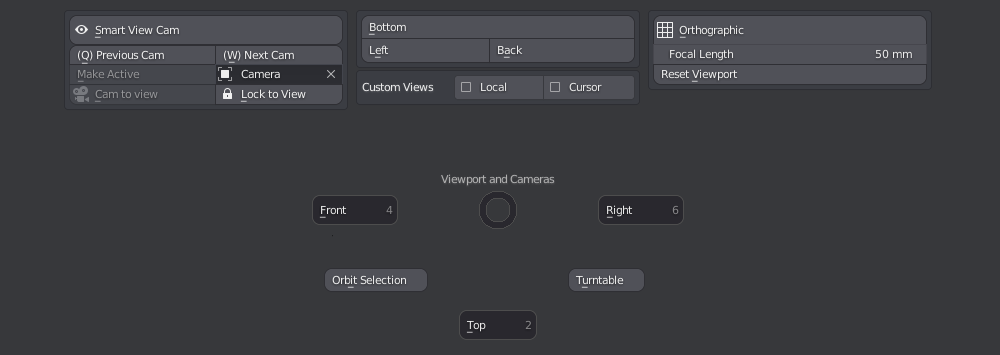 Smart View Cam
(Q) Previous Cam (W) Next Cam
Make Active Camera
Cam to view Lock to View
Bottom
Left Back
Custom Views Local Cursor
Orthographic
Focal Length 50 mm
Reset Viewport
Viewport and Cameras
Front 4
Right 6
Orbit Selection
Turntable
Top 2